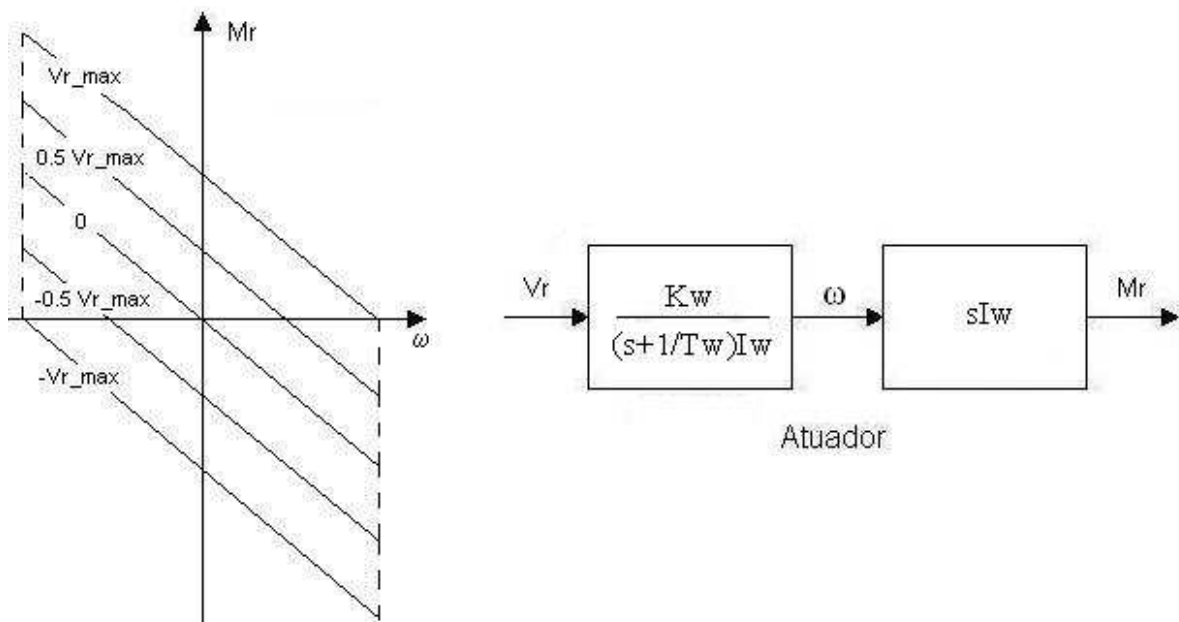 Mr
Vr_max
0.5 Vr_max
0
-0.5 Vr_max
ω
-Vr_max
Vr
Kw
(s+1/Tw)Iw
ω
sIw
Mr
Atuador